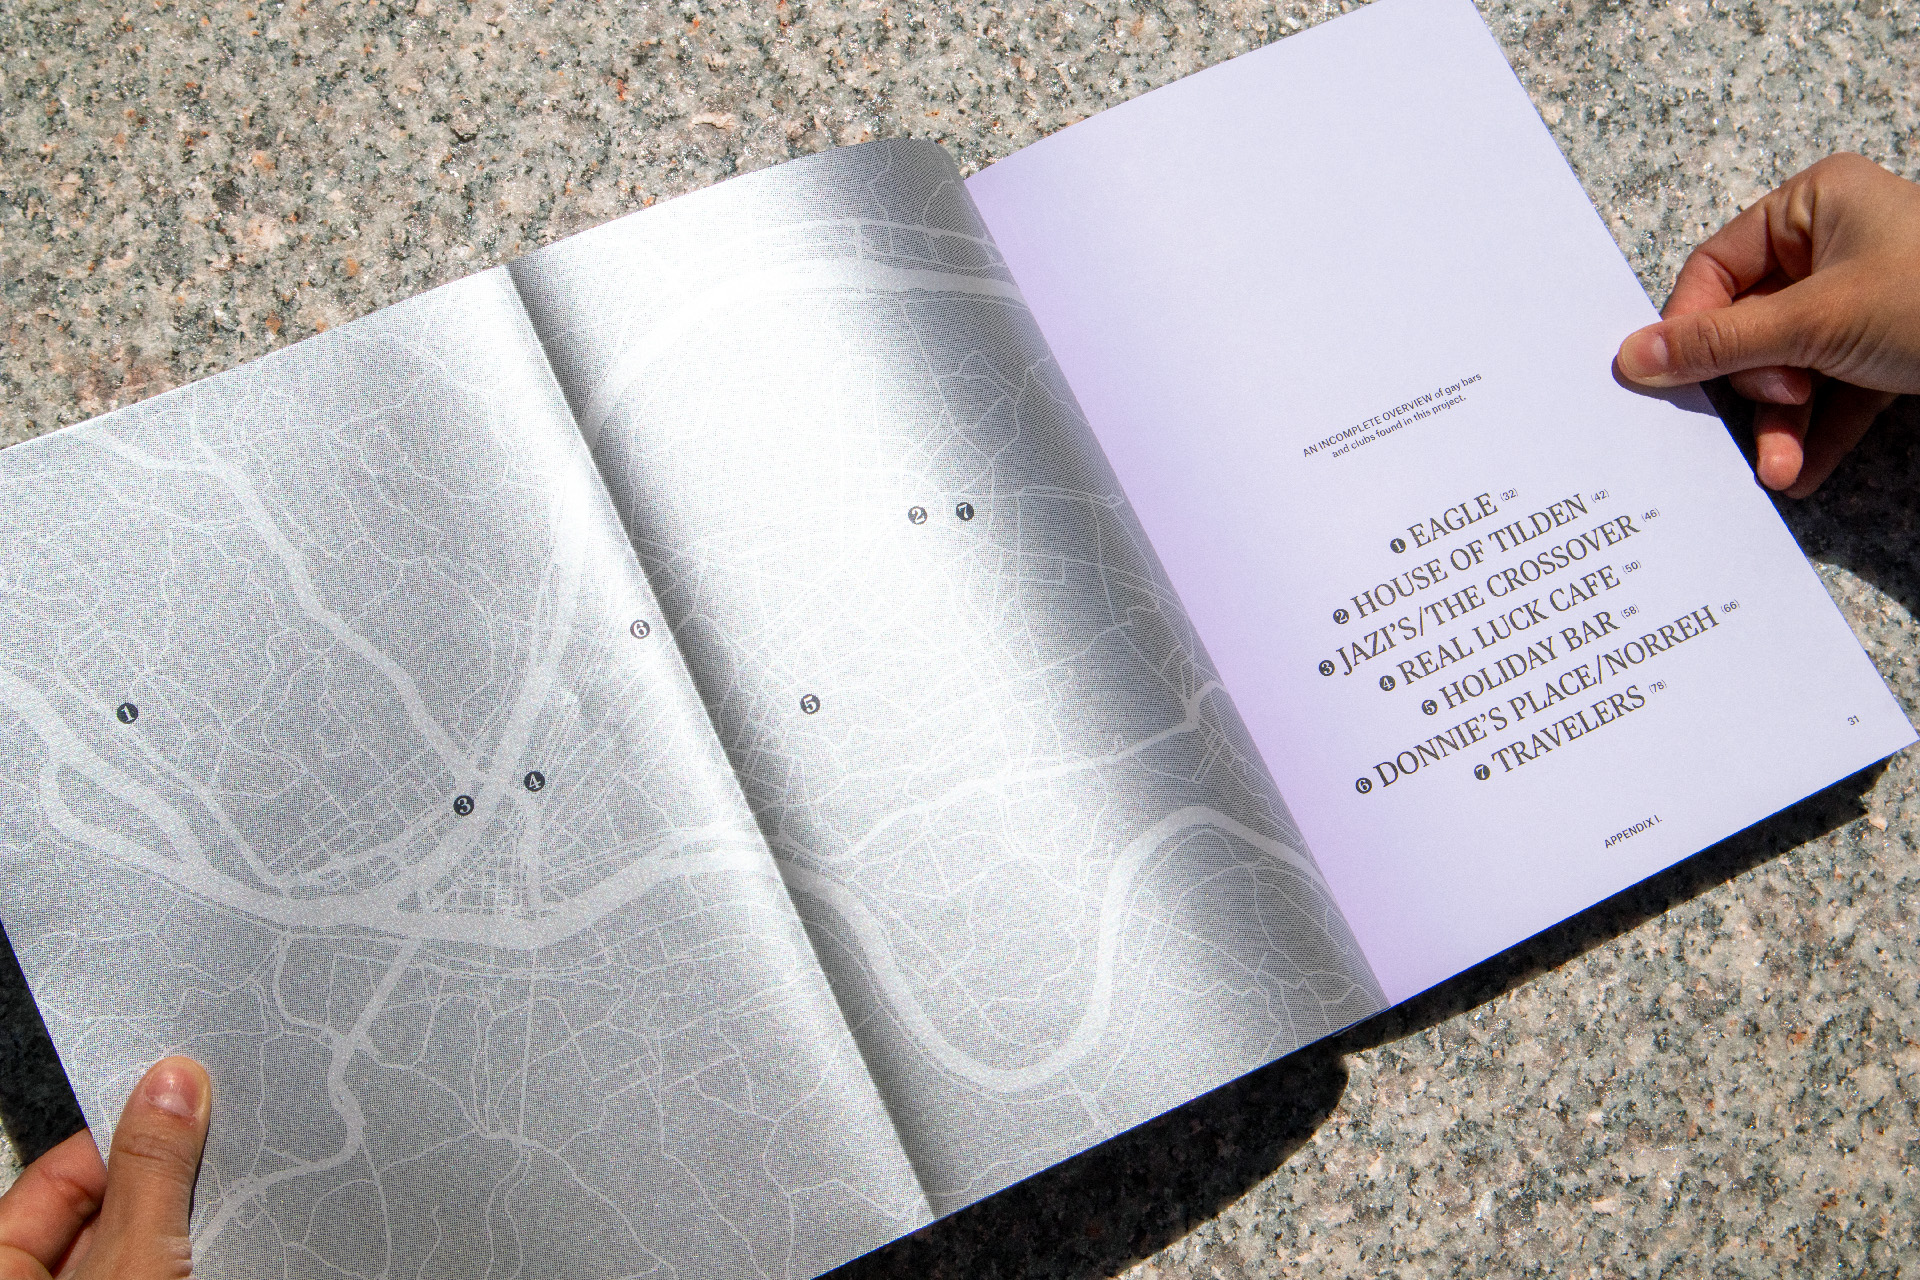 1
2
7
6
5
4
3
AN INCOMPLETE OVERVIEW of gay bars
and clubs found in this project.
1 EAGLE (32)
2 HOUSE OF TILDEN (42)
3 JAZI'S/THE CROSSOVER (46)
4 REAL LUCK CAFE (50)
5 HOLIDAY BAR (58)
6 DONNIE'S PLACE/NORREH (66)
7 TRAVELERS (78)
31
APPENDIX I.